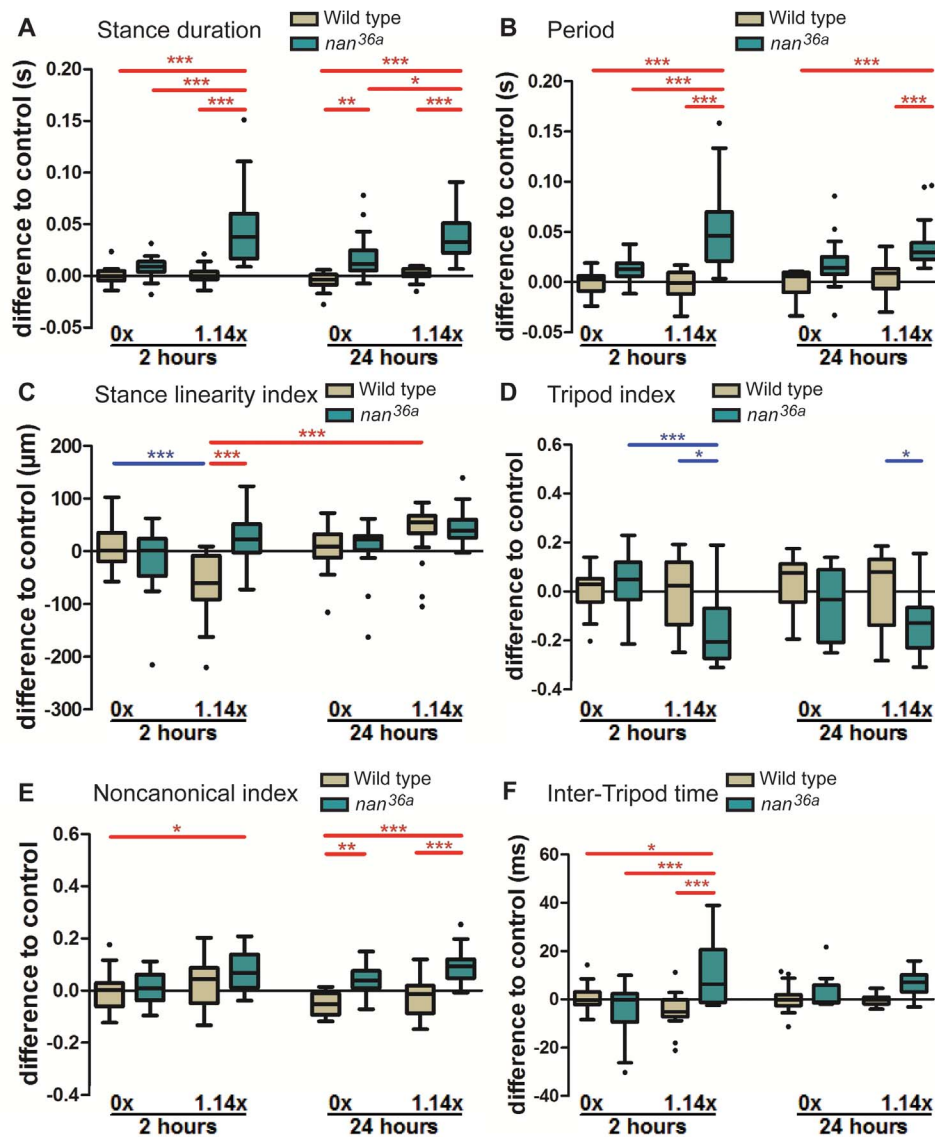 A Stance duration
Wild type
nan36a
difference to control (s)
0.20
0.15
0.10
0.05
0.00
-0.05
***
***
***
***
*
**
***
0x 1.14x 0x 1.14x
2 hours 24 hours
B Period
Wild type
nan36a
difference to control (s)
0.20
0.15
0.10
0.05
0.00
-0.05
***
***
***
***
***
0x 1.14x 0x 1.14x
2 hours 24 hours
C Stance linearity index
Wild type
nan36a
difference to control (µm)
200
100
0
-100
-200
-300
***
***
***
0x 1.14x 0x 1.14x
2 hours 24 hours
D Tripod index
Wild type
nan36a
difference to control
0.6
0.4
0.2
0.0
-0.2
-0.4
***
*
*
0x 1.14x 0x 1.14x
2 hours 24 hours
E Noncanonical index
Wild type
nan36a
difference to control
0.6
0.4
0.2
0.0
-0.2
-0.4
*
***
**
***
0x 1.14x 0x 1.14x
2 hours 24 hours
F Inter-Tripod time
Wild type
nan36a
difference to control (ms)
60
40
20
0
-20
-40
*
***
***
0x 1.14x 0x 1.14x
2 hours 24 hours